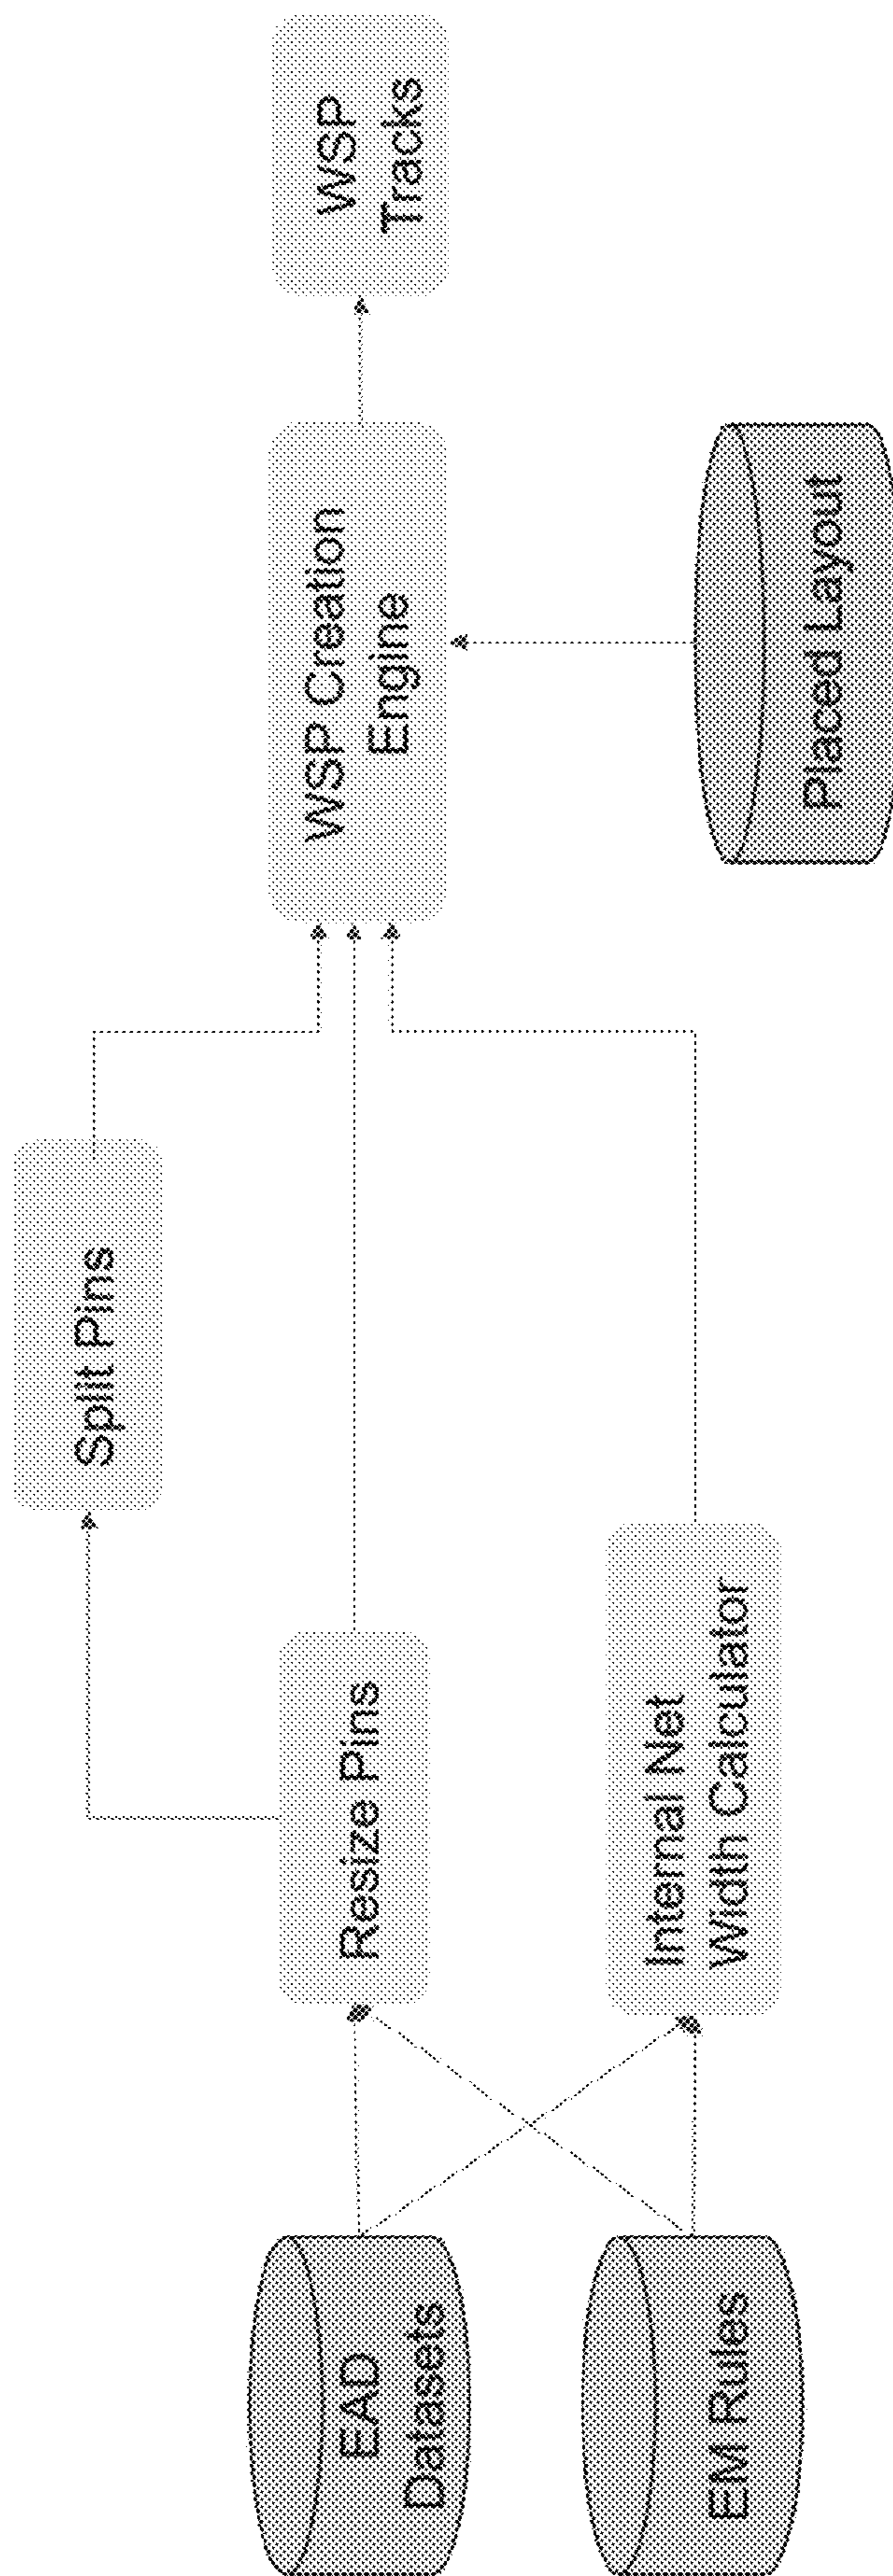 EAD
Datasets
EM Rules
Resize Pins
Internal Net
Width Calculator
Split Pins
WSP Creation
Engine
Placed Layout
WSP
Tracks